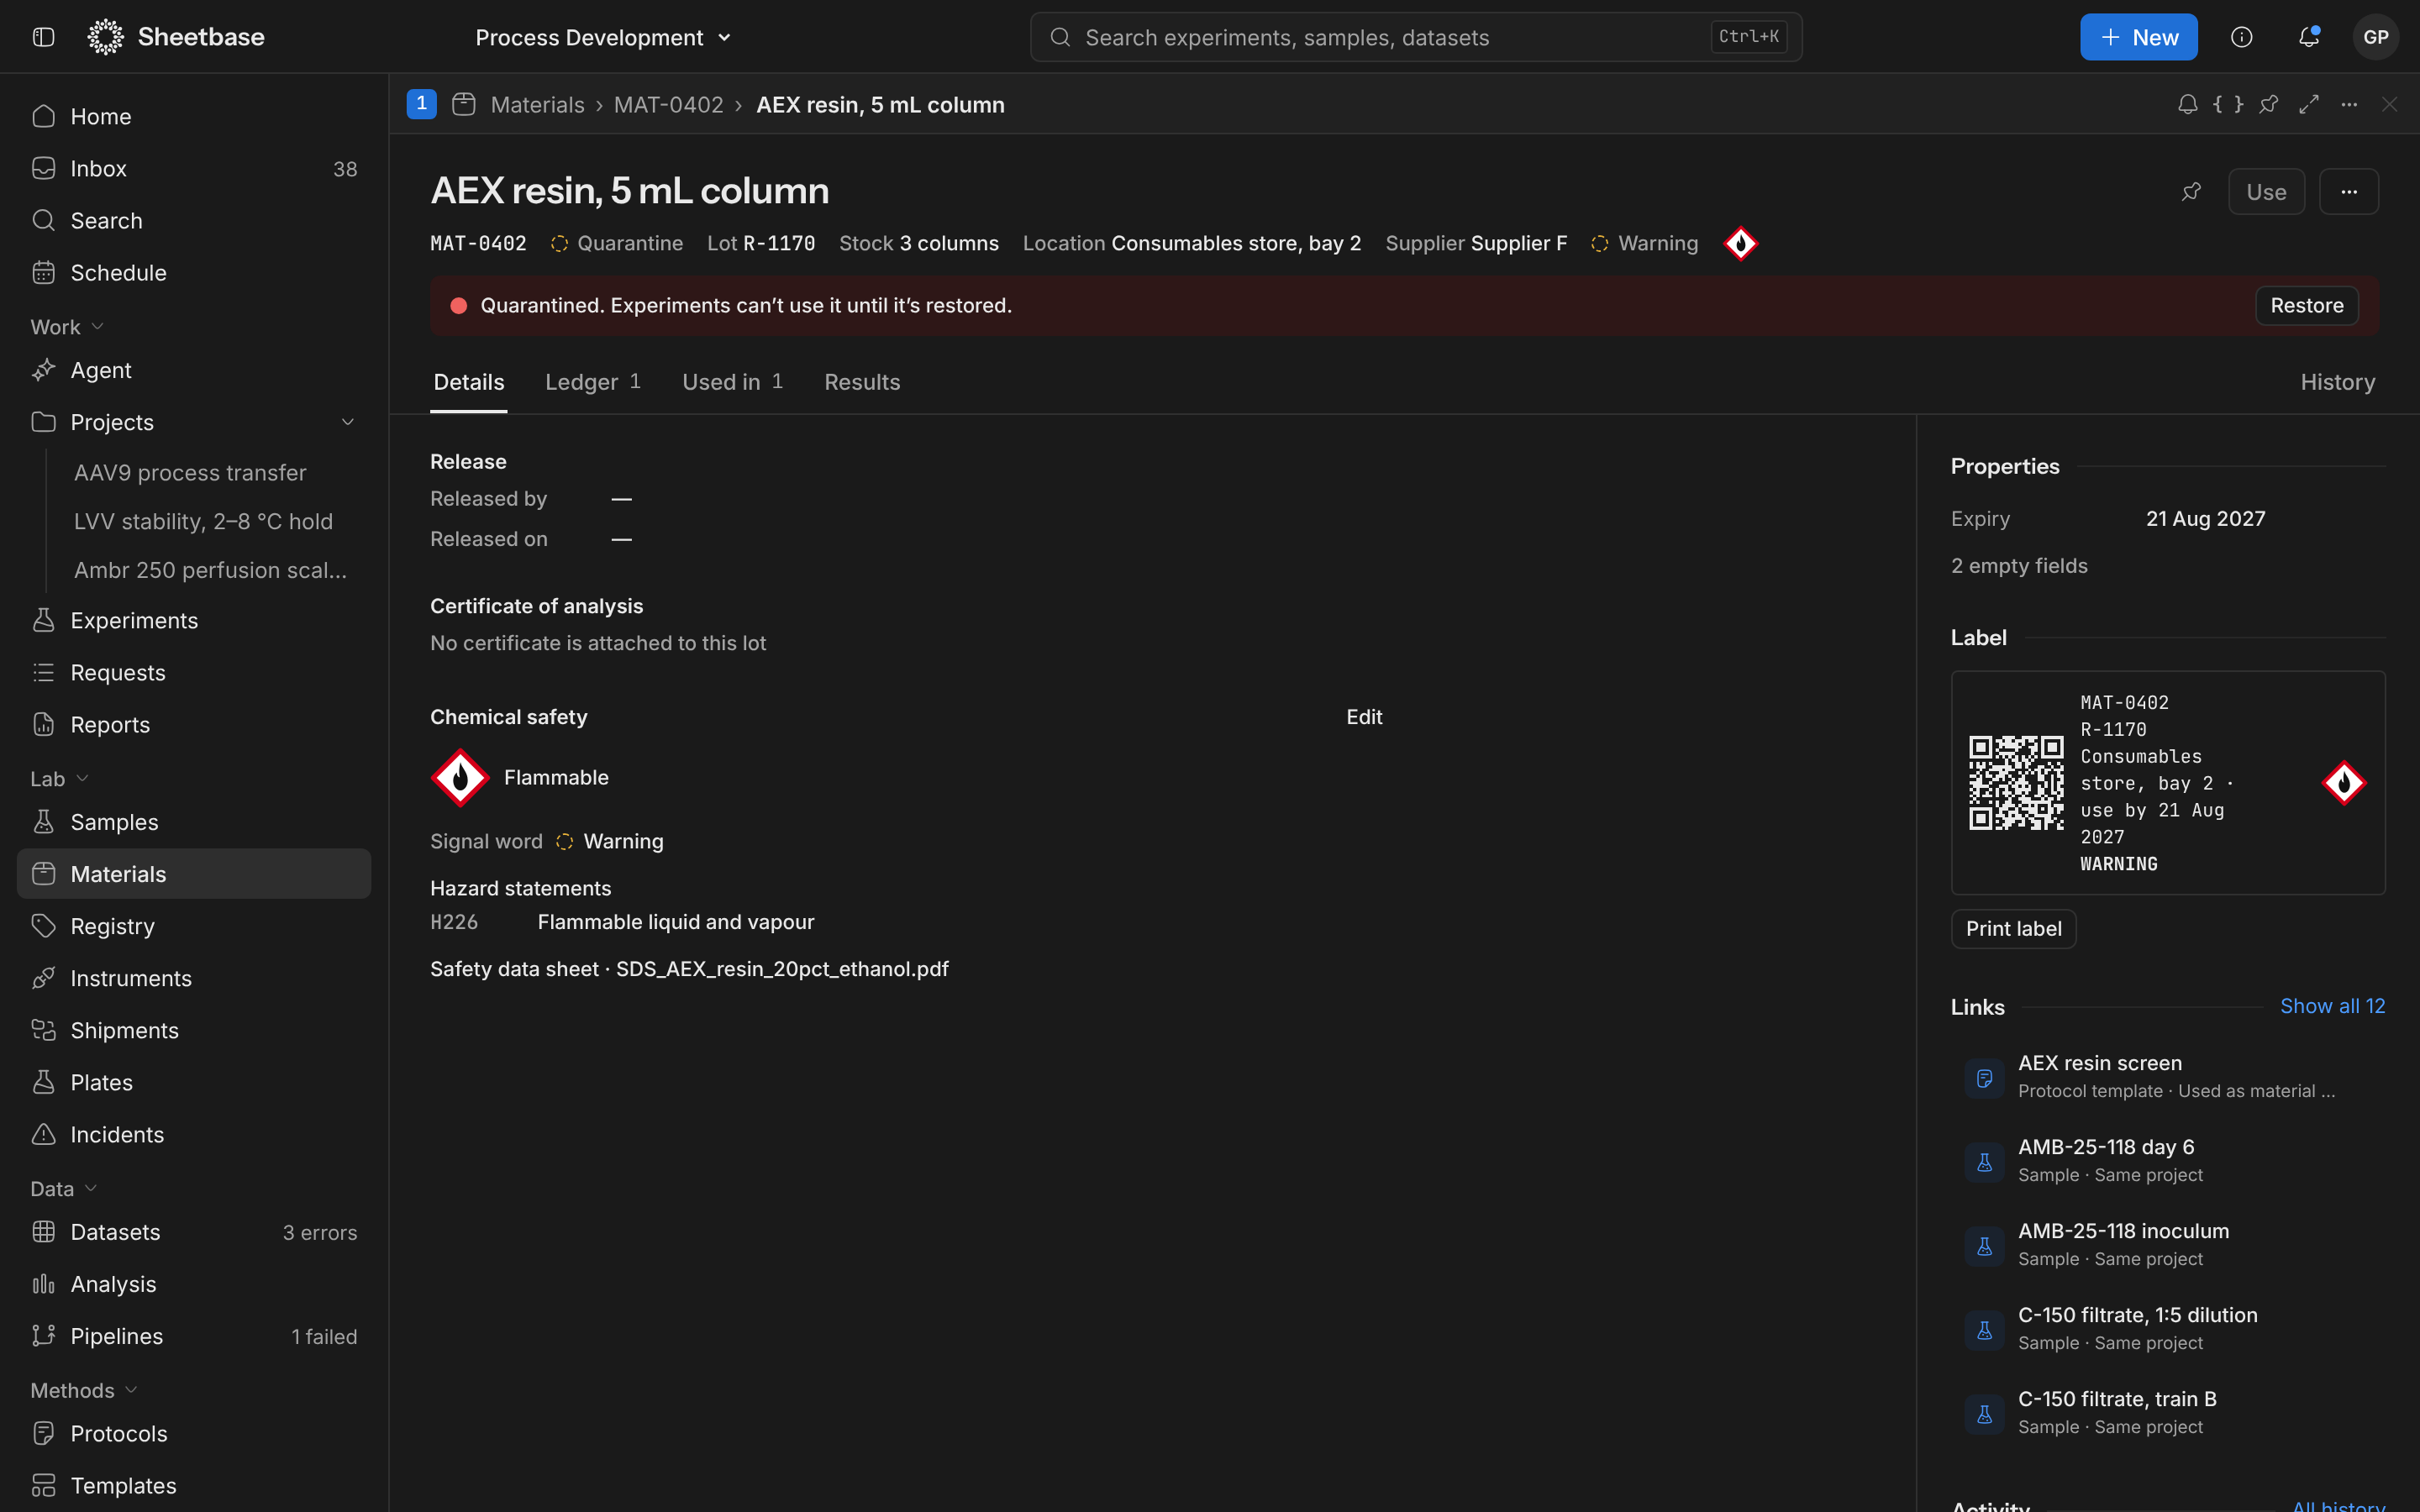 Sheetbase
Process Development
Search experiments, samples, datasets
Ctrl+K
New
GP
Home
Inbox 38
Search
Schedule
Work
Agent
Projects
AAV9 process transfer
LVV stability, 2–8 °C hold
Ambr 250 perfusion scal...
Experiments
Requests
Reports
Lab
Samples
Materials
Registry
Instruments
Shipments
Plates
Incidents
Data
Datasets 3 errors
Analysis
Pipelines 1 failed
Methods
Protocols
Templates
1 Materials › MAT-0402 › AEX resin, 5 mL column
AEX resin, 5 mL column
Use
MAT-0402 Quarantine Lot R-1170 Stock 3 columns Location Consumables store, bay 2 Supplier Supplier F Warning
Quarantined. Experiments can’t use it until it’s restored.
Restore
Details Ledger 1 Used in 1 Results History
Release
Released by —
Released on —
Certificate of analysis
No certificate is attached to this lot
Chemical safety Edit
Flammable
Signal word Warning
Hazard statements
H226 Flammable liquid and vapour
Safety data sheet · SDS_AEX_resin_20pct_ethanol.pdf
Properties
Expiry 21 Aug 2027
2 empty fields
Label
MAT-0402
R-1170
Consumables
store, bay 2 ·
use by 21 Aug
2027
WARNING
Print label
Links Show all 12
AEX resin screen
Protocol template · Used as material ...
AMB-25-118 day 6
Sample · Same project
AMB-25-118 inoculum
Sample · Same project
C-150 filtrate, 1:5 dilution
Sample · Same project
C-150 filtrate, train B
Sample · Same project
Activity All history